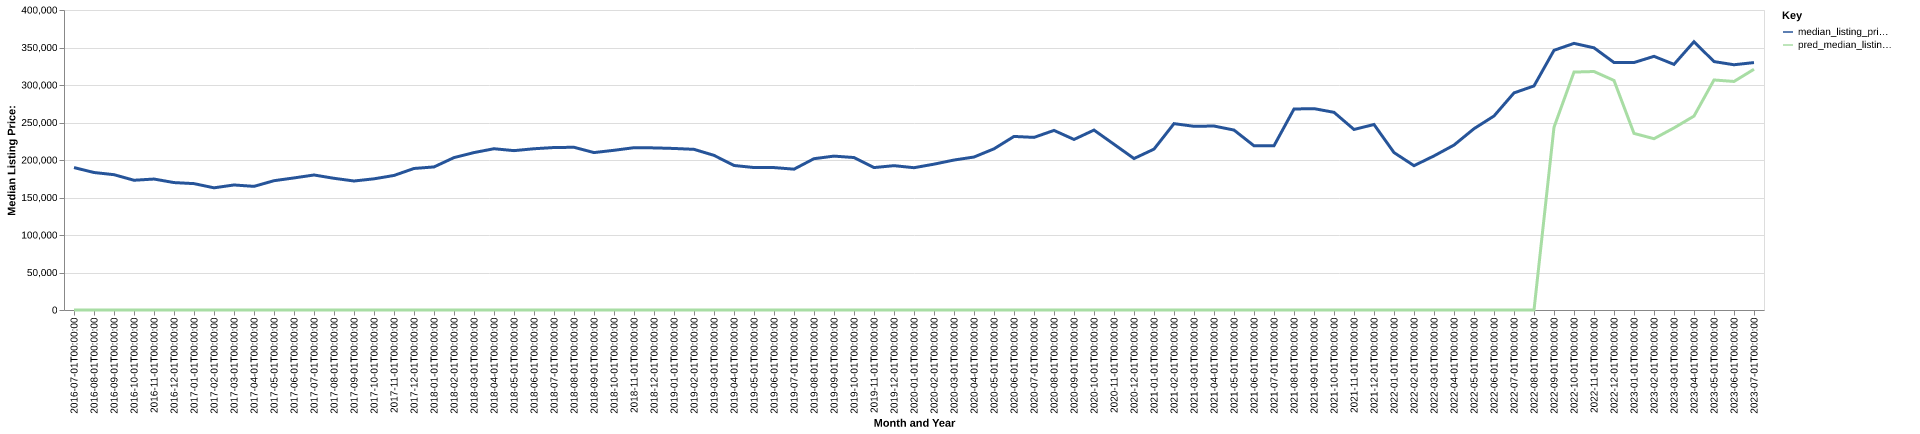 400,000
350,000
300,000
250,000
200,000
150,000
100,000
50,000
0
Median Listing Price:
2016-07-01T00:00:00
2016-08-01T00:00:00
2016-09-01T00:00:00
2016-10-01T00:00:00
2016-11-01T00:00:00
2016-12-01T00:00:00
2017-01-01T00:00:00
2017-02-01T00:00:00
2017-03-01T00:00:00
2017-04-01T00:00:00
2017-05-01T00:00:00
2017-06-01T00:00:00
2017-07-01T00:00:00
2017-08-01T00:00:00
2017-09-01T00:00:00
2017-10-01T00:00:00
2017-11-01T00:00:00
2017-12-01T00:00:00
2018-01-01T00:00:00
2018-02-01T00:00:00
2018-03-01T00:00:00
2018-04-01T00:00:00
2018-05-01T00:00:00
2018-06-01T00:00:00
2018-07-01T00:00:00
2018-08-01T00:00:00
2018-09-01T00:00:00
2018-10-01T00:00:00
2018-11-01T00:00:00
2018-12-01T00:00:00
2019-01-01T00:00:00
2019-02-01T00:00:00
2019-03-01T00:00:00
2019-04-01T00:00:00
2019-05-01T00:00:00
2019-06-01T00:00:00
2019-07-01T00:00:00
2019-08-01T00:00:00
2019-09-01T00:00:00
2019-10-01T00:00:00
2019-11-01T00:00:00
2019-12-01T00:00:00
2020-01-01T00:00:00
2020-02-01T00:00:00
2020-03-01T00:00:00
2020-04-01T00:00:00
2020-05-01T00:00:00
2020-06-01T00:00:00
2020-07-01T00:00:00
2020-08-01T00:00:00
2020-09-01T00:00:00
2020-10-01T00:00:00
2020-11-01T00:00:00
2020-12-01T00:00:00
2021-01-01T00:00:00
2021-02-01T00:00:00
2021-03-01T00:00:00
2021-04-01T00:00:00
2021-05-01T00:00:00
2021-06-01T00:00:00
2021-07-01T00:00:00
2021-08-01T00:00:00
2021-09-01T00:00:00
2021-10-01T00:00:00
2021-11-01T00:00:00
2021-12-01T00:00:00
2022-01-01T00:00:00
2022-02-01T00:00:00
2022-03-01T00:00:00
2022-04-01T00:00:00
2022-05-01T00:00:00
2022-06-01T00:00:00
2022-07-01T00:00:00
2022-08-01T00:00:00
2022-09-01T00:00:00
2022-10-01T00:00:00
2022-11-01T00:00:00
2022-12-01T00:00:00
2023-01-01T00:00:00
2023-02-01T00:00:00
2023-03-01T00:00:00
2023-04-01T00:00:00
2023-05-01T00:00:00
2023-06-01T00:00:00
2023-07-01T00:00:00
Month and Year
Key
median_listing_pri…
pred_median_listin…